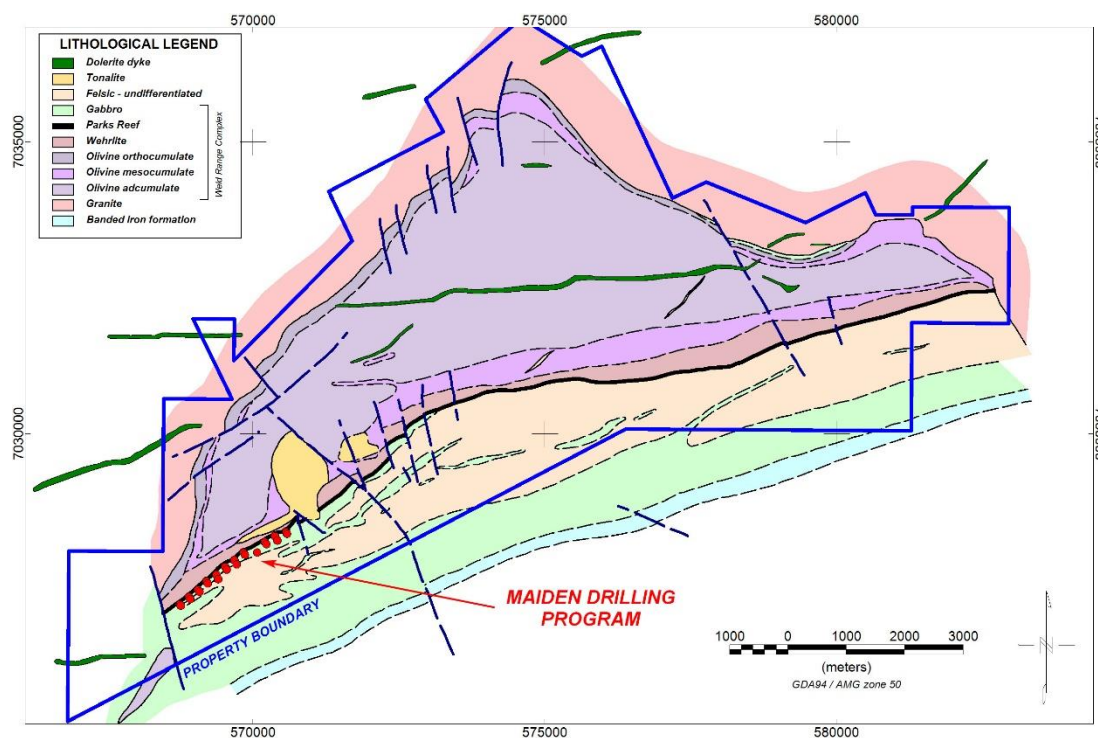 570000
575000
580000
LITHOLOGICAL LEGEND
Dolerite dyke
Tonalite
Felsic - undifferentiated
Gabbro
Parks Reef
Wehrlite
Olivine orthocumulate
Olivine mesocumulate
Olivine adcumulate
Granite
Banded Iron formation
Weld Range Complex
7035000
7030000
MAIDEN DRILLING
PROGRAM
PROPERTY BOUNDARY
1000 0 1000 2000 3000
(meters)
GDA94 / AMG zone 50
N
570000
575000
580000